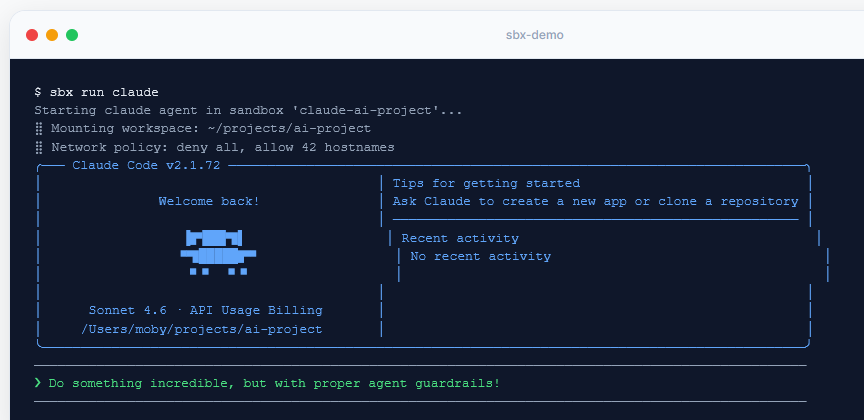 sbx-demo
$ sbx run claude
Starting claude agent in sandbox 'claude-ai-project'...
⣿ Mounting workspace: ~/projects/ai-project
⣿ Network policy: deny all, allow 42 hostnames
Claude Code v2.1.72
Tips for getting started
Welcome back! Ask Claude to create a new app or clone a repository
Recent activity
No recent activity
Sonnet 4.6 · API Usage Billing
/Users/moby/projects/ai-project
❯ Do something incredible, but with proper agent guardrails!